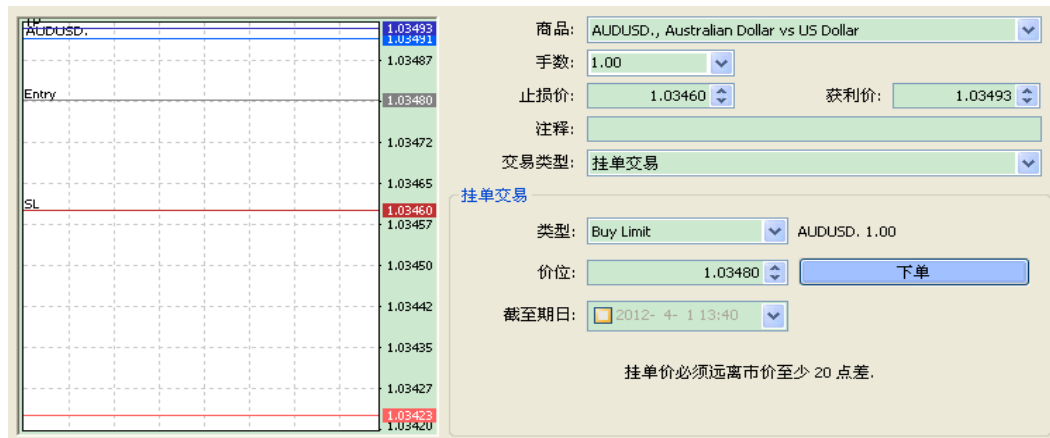 TP
AUDUSD.
1.03493
1.03491
1.03487
Entry
1.03480
1.03472
1.03465
SL
1.03460
1.03457
1.03450
1.03442
1.03435
1.03427
1.03423
1.03420
商品: AUDUSD., Australian Dollar vs US Dollar
手数: 1.00
止损价: 1.03460 获利价: 1.03493
注释:
交易类型: 挂单交易
挂单交易
类型: Buy Limit AUDUSD. 1.00
价位: 1.03480 下单
截至期日: 2012- 4- 1 13:40
挂单价必须远离市价至少 20 点差.